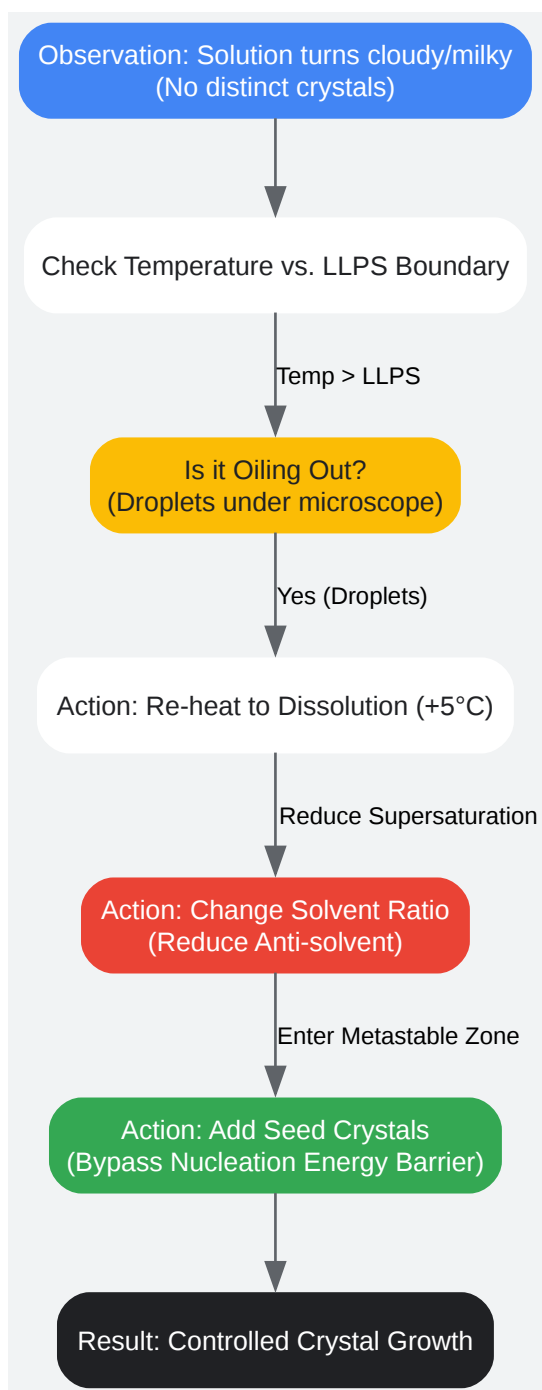 Observation: Solution turns cloudy/milky
(No distinct crystals)
Check Temperature vs. LLPS Boundary
Temp > LLPS
Is it Oiling Out?
(Droplets under microscope)
Yes (Droplets)
Action: Re-heat to Dissolution (+5°C)
Reduce Supersaturation
Action: Change Solvent Ratio
(Reduce Anti-solvent)
Enter Metastable Zone
Action: Add Seed Crystals
(Bypass Nucleation Energy Barrier)
Result: Controlled Crystal Growth